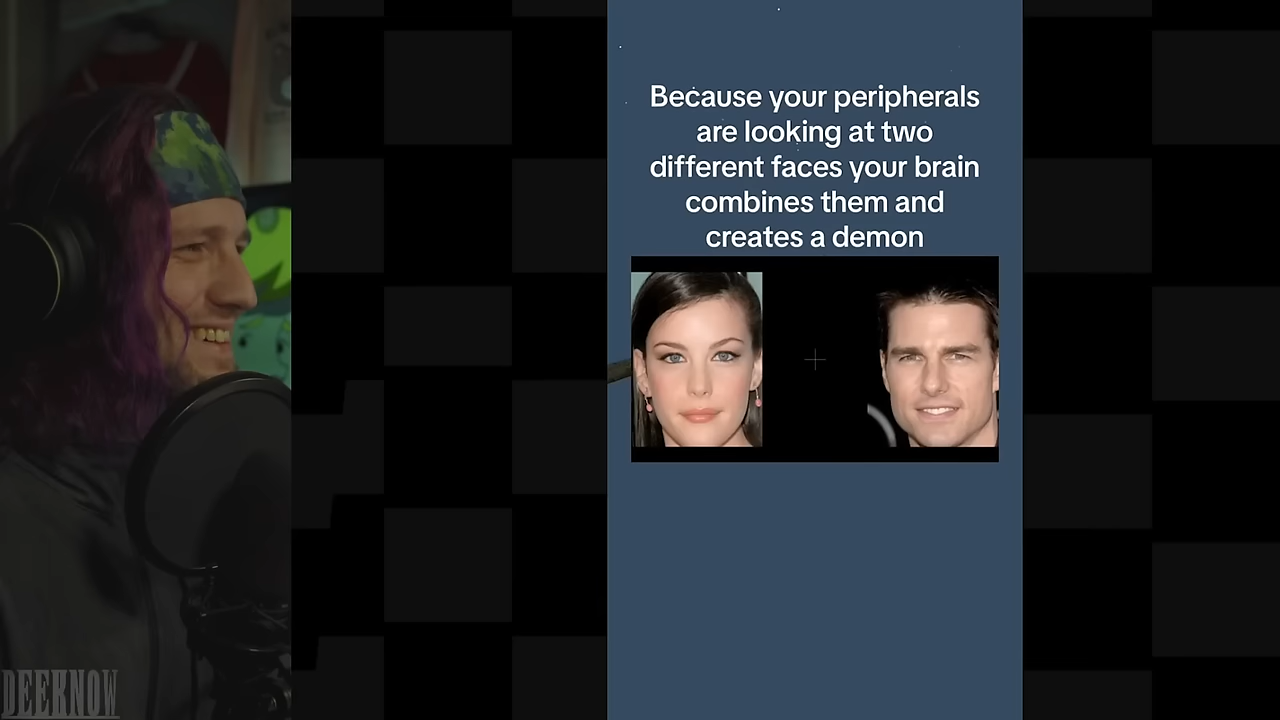 Because your peripherals
are looking at two
different faces your brain
combines them and
creates a demon
DEEKNOW